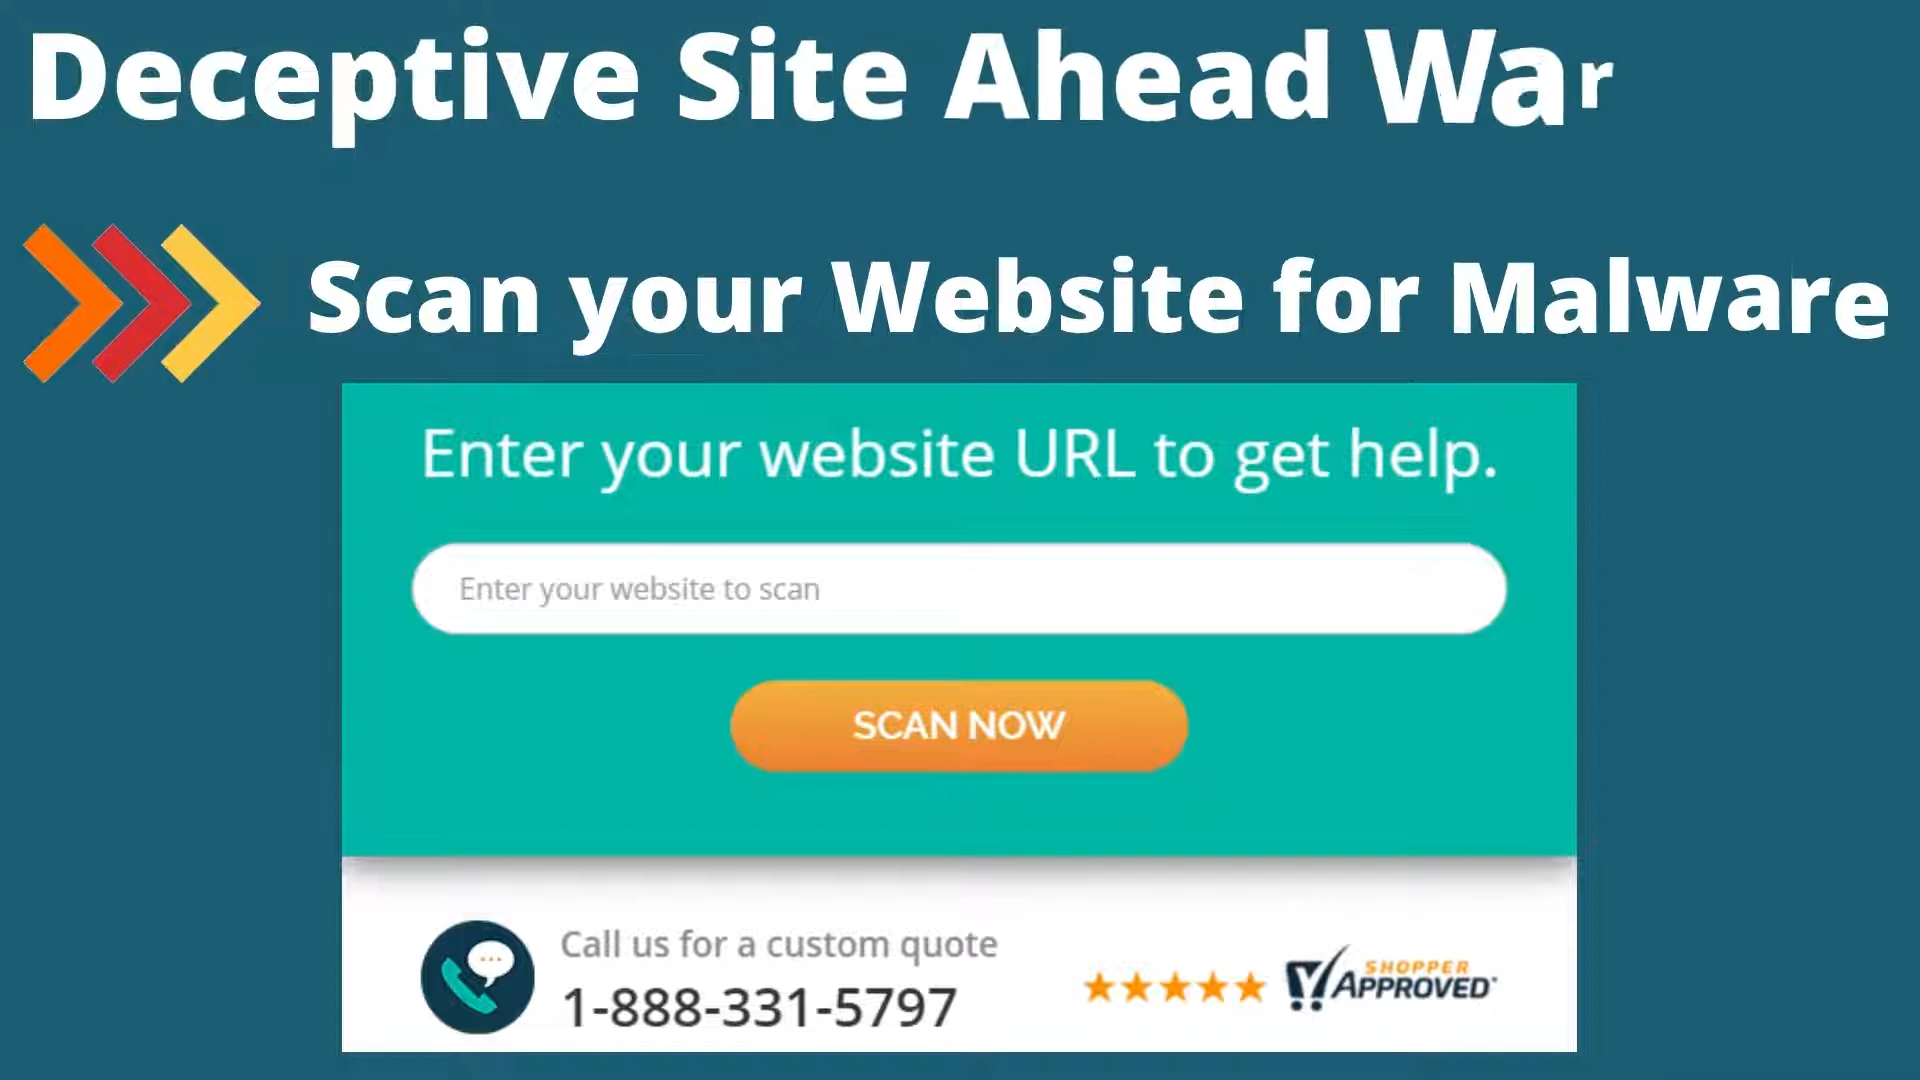 Deceptive Site Ahead War
Scan your Website for Malware
Enter your website URL to get help.
Enter your website to scan
SCAN NOW
Call us for a custom quote
1-888-331-5797
SHOPPER
APPROVED